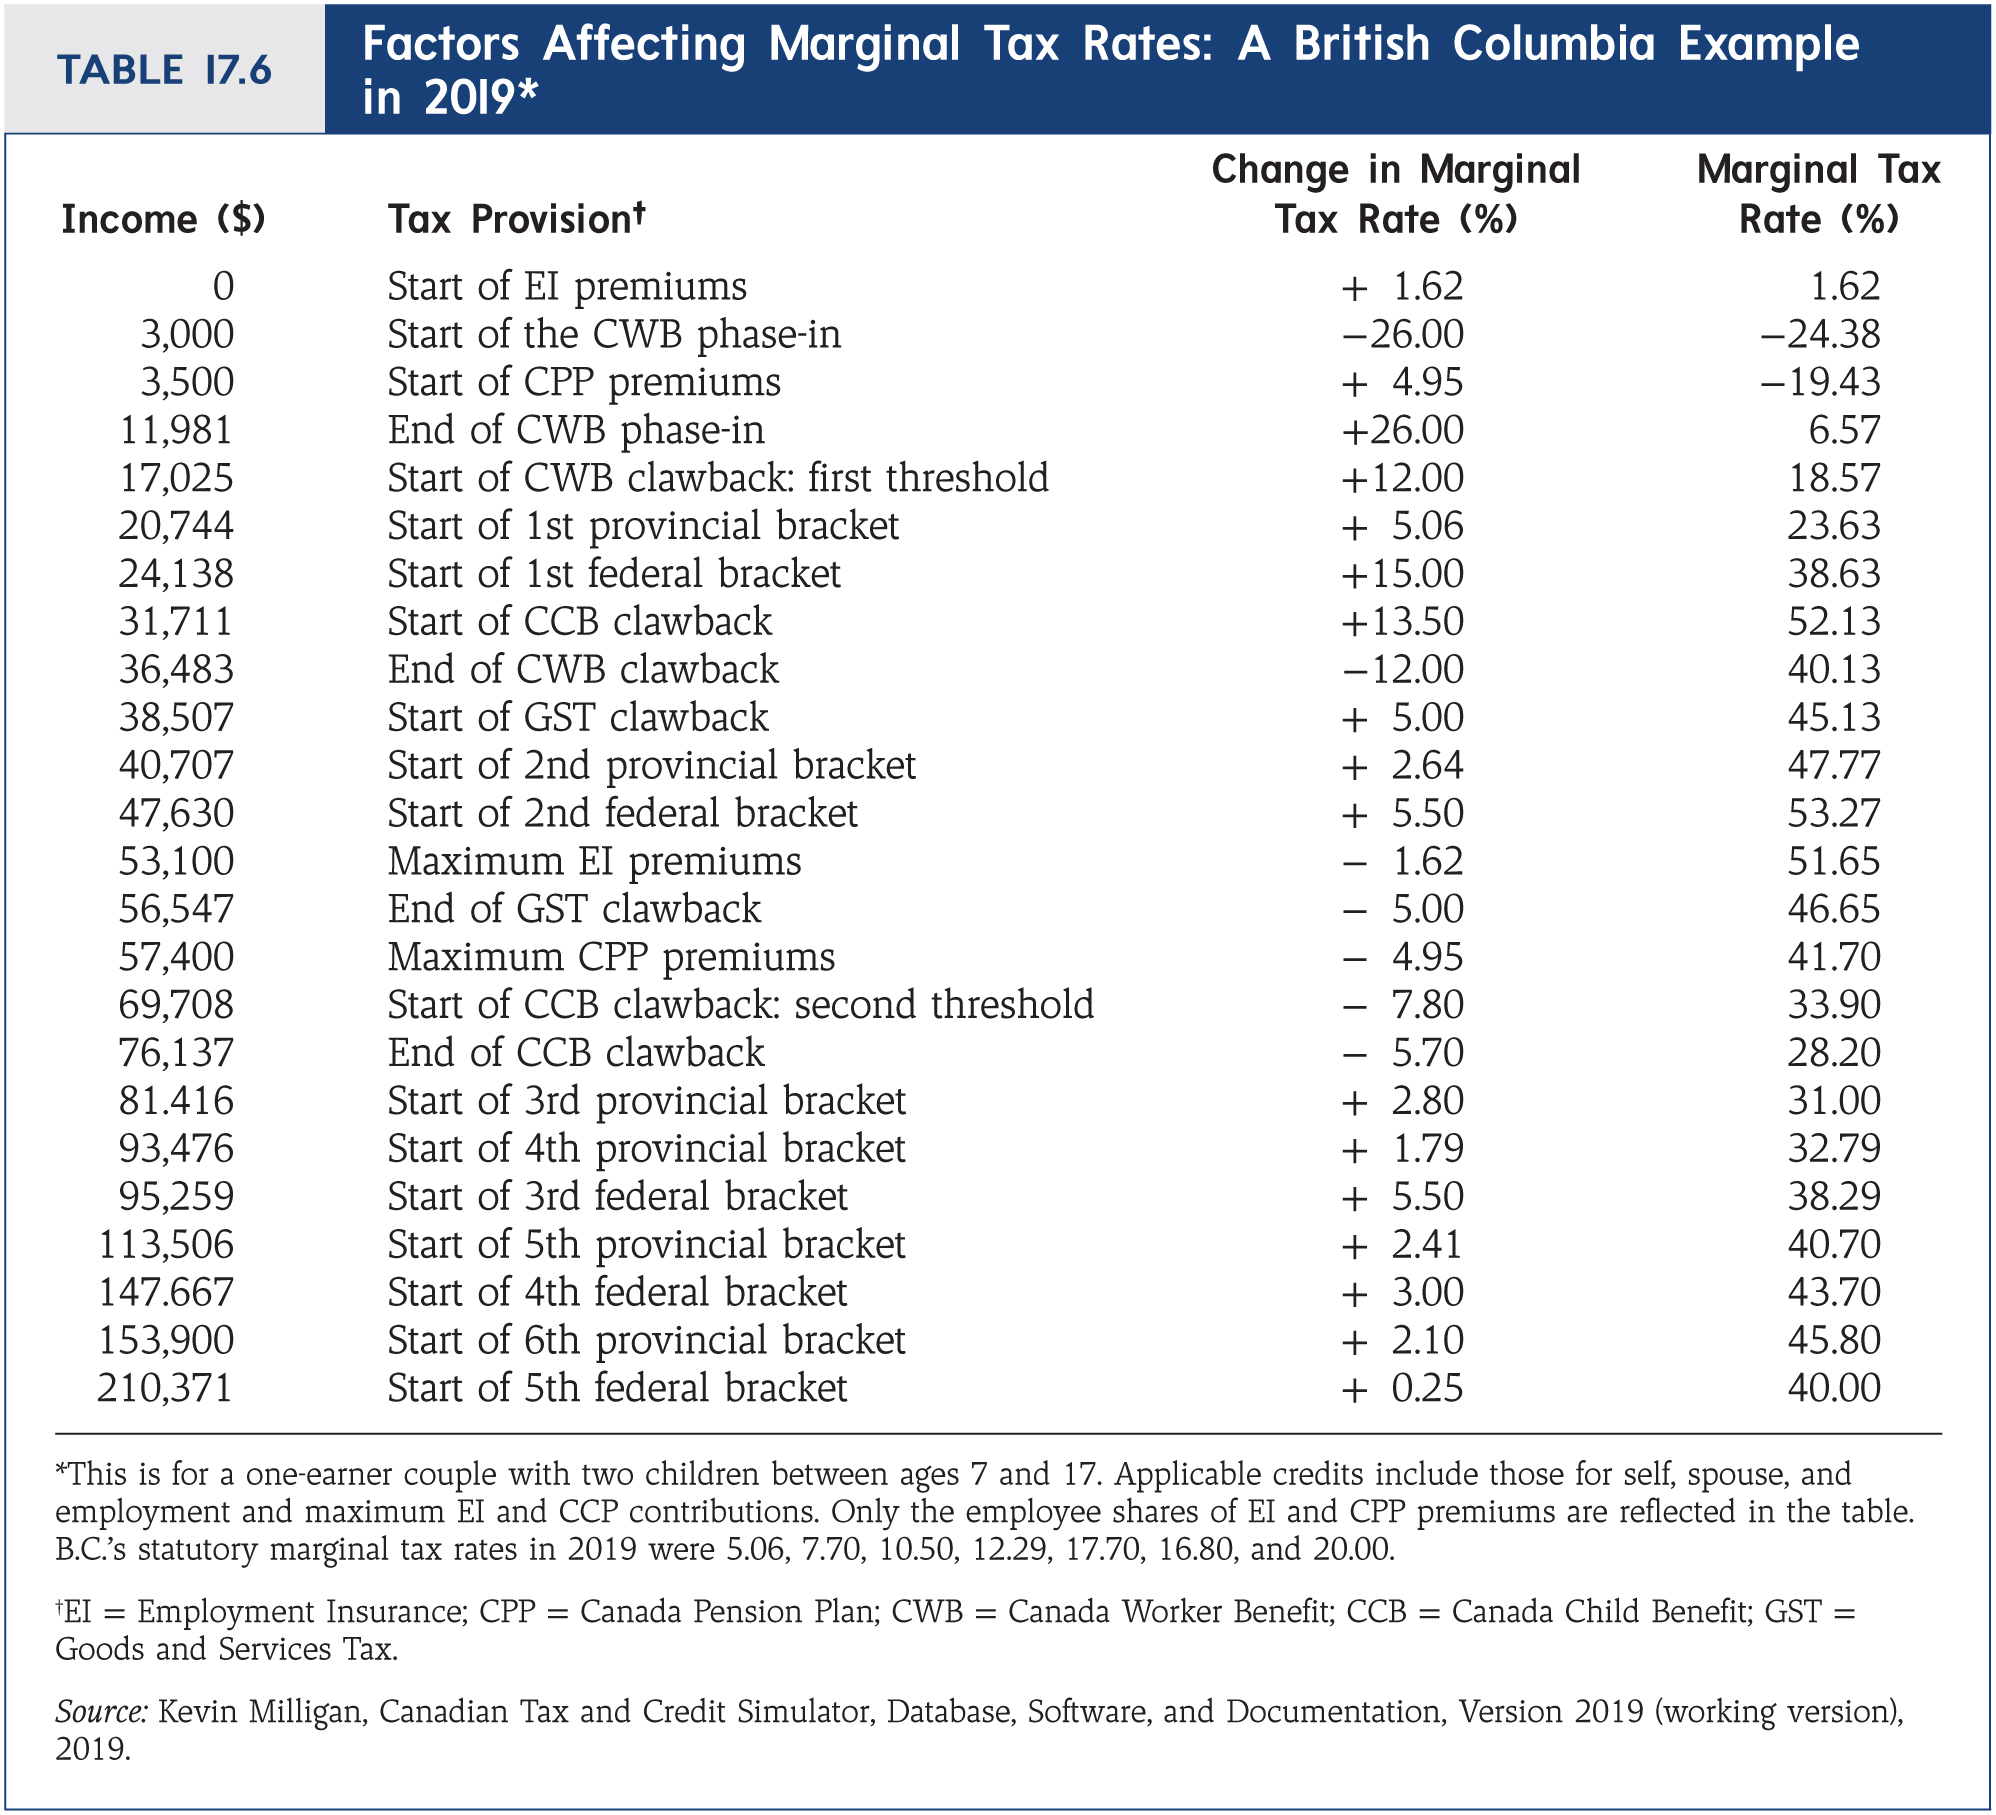 TABLE 17.6
Factors Affecting Marginal Tax Rates: A British Columbia Example
in 2019*
Income ($) Tax Provision† Change in Marginal Tax Rate (%) Marginal Tax Rate (%)
0 Start of EI premiums + 1.62 1.62
3,000 Start of the CWB phase-in −26.00 −24.38
3,500 Start of CPP premiums + 4.95 −19.43
11,981 End of CWB phase-in +26.00 6.57
17,025 Start of CWB clawback: first threshold +12.00 18.57
20,744 Start of 1st provincial bracket + 5.06 23.63
24,138 Start of 1st federal bracket +15.00 38.63
31,711 Start of CCB clawback +13.50 52.13
36,483 End of CWB clawback −12.00 40.13
38,507 Start of GST clawback + 5.00 45.13
40,707 Start of 2nd provincial bracket + 2.64 47.77
47,630 Start of 2nd federal bracket + 5.50 53.27
53,100 Maximum EI premiums − 1.62 51.65
56,547 End of GST clawback − 5.00 46.65
57,400 Maximum CPP premiums − 4.95 41.70
69,708 Start of CCB clawback: second threshold − 7.80 33.90
76,137 End of CCB clawback − 5.70 28.20
81.416 Start of 3rd provincial bracket + 2.80 31.00
93,476 Start of 4th provincial bracket + 1.79 32.79
95,259 Start of 3rd federal bracket + 5.50 38.29
113,506 Start of 5th provincial bracket + 2.41 40.70
147.667 Start of 4th federal bracket + 3.00 43.70
153,900 Start of 6th provincial bracket + 2.10 45.80
210,371 Start of 5th federal bracket + 0.25 40.00
*This is for a one-earner couple with two children between ages 7 and 17. Applicable credits include those for self, spouse, and
employment and maximum EI and CCP contributions. Only the employee shares of EI and CPP premiums are reflected in the table.
B.C.’s statutory marginal tax rates in 2019 were 5.06, 7.70, 10.50, 12.29, 17.70, 16.80, and 20.00.
†EI = Employment Insurance; CPP = Canada Pension Plan; CWB = Canada Worker Benefit; CCB = Canada Child Benefit; GST =
Goods and Services Tax.
Source: Kevin Milligan, Canadian Tax and Credit Simulator, Database, Software, and Documentation, Version 2019 (working version),
2019.